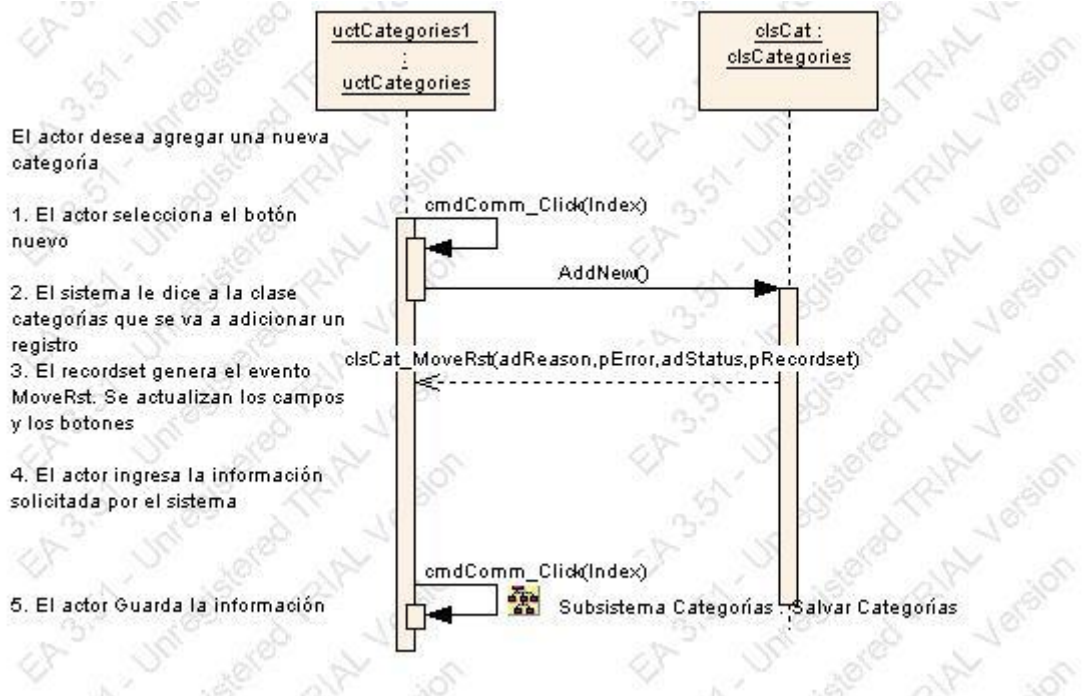 uctCategories1
:
uctCategories
clsCat :
clsCategories
El actor desea agregar una nueva
categoría
1. El actor selecciona el botón
nuevo
cmdComm_Click(Index)
AddNew()
2. El sistema le dice a la clase
categorías que se va a adicionar un
registro
3. El recordset genera el evento
MoveRst. Se actualizan los campos
y los botones
clsCat_MoveRst(adReason,pError,adStatus,pRecordset)
4. El actor ingresa la información
solicitada por el sistema
cmdComm_Click(Index)
5. El actor Guarda la información
Subsistema Categorías : Salvar Categorías
EA 3.51 - Unregistered TRIAL Version